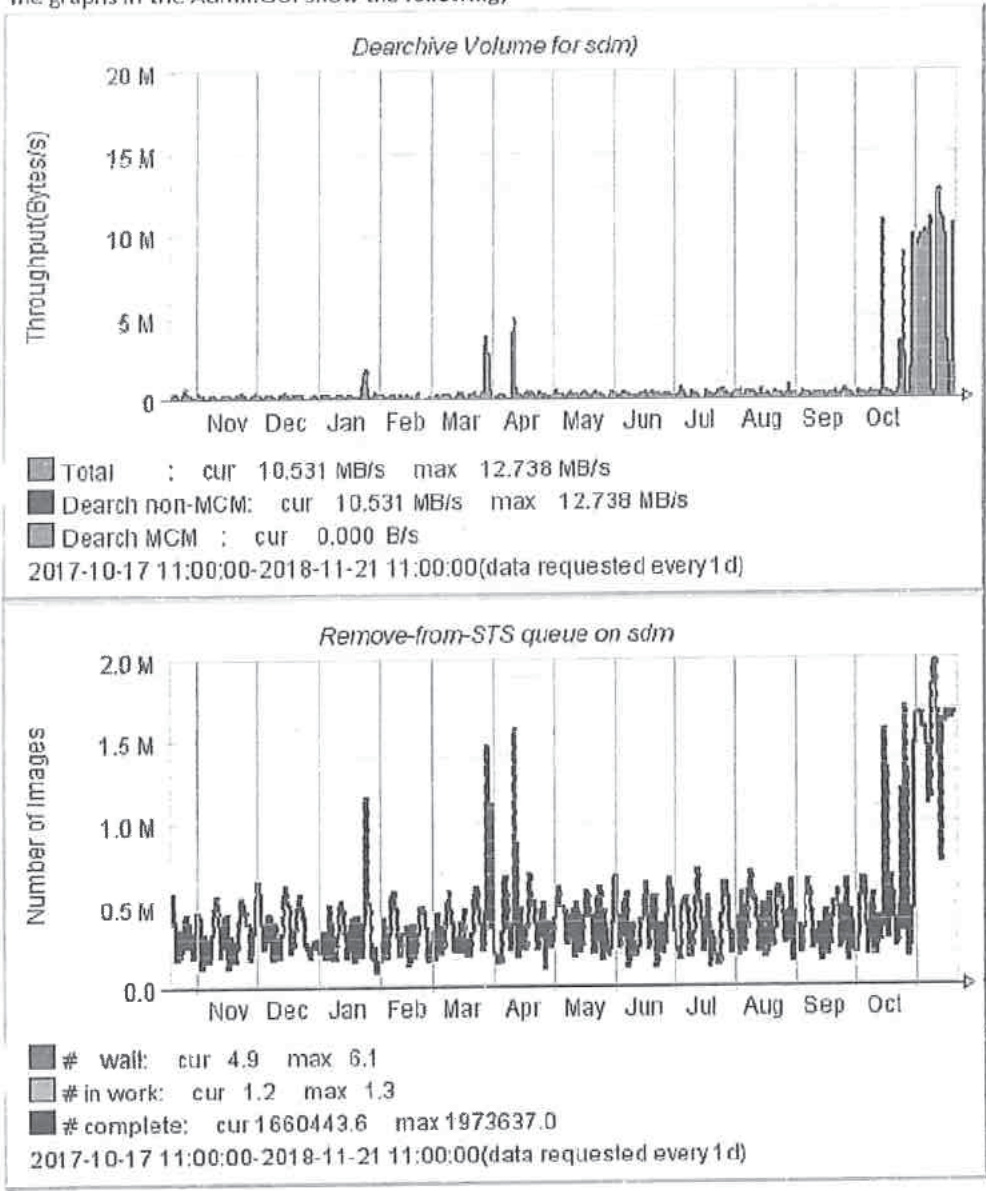 Dearchive Volume for sdm)
Throughput(Bytes/s)
20 M
15 M
10 M
5 M
0
Nov Dec Jan Feb Mar Apr May Jun Jul Aug Sep Oct
Total : cur 10.531 MB/s max 12.738 MB/s
Dearch non-MCM: cur 10.531 MB/s max 12.738 MB/s
Dearch MCM : cur 0.000 B/s
2017-10-17 11:00:00-2018-11-21 11:00:00(data requested every 1 d)
Remove-from-STS queue on sdm
Number of Images
2.0 M
1.5 M
1.0 M
0.5 M
0.0
Nov Dec Jan Feb Mar Apr May Jun Jul Aug Sep Oct
# wait: cur 4.9 max 6.1
# in work: cur 1.2 max 1.3
# complete: cur 1660443.6 max 1973637.0
2017-10-17 11:00:00-2018-11-21 11:00:00(data requested every 1 d)